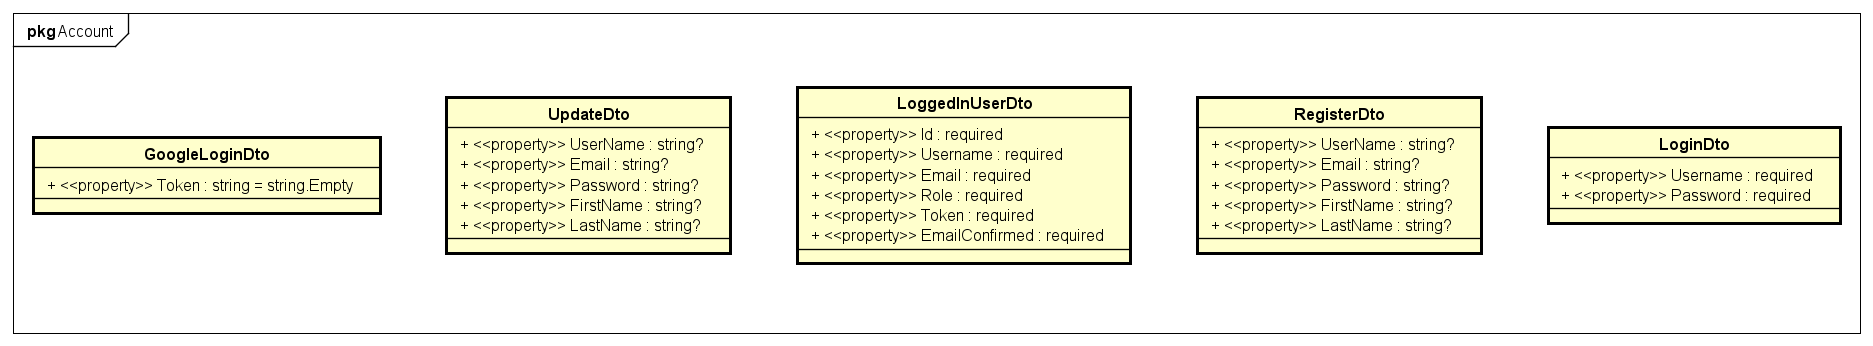 pkg Account
GoogleLoginDto
+ <<property>> Token : string = string.Empty
UpdateDto
+ <<property>> UserName : string?
+ <<property>> Email : string?
+ <<property>> Password : string?
+ <<property>> FirstName : string?
+ <<property>> LastName : string?
LoggedInUserDto
+ <<property>> Id : required
+ <<property>> Username : required
+ <<property>> Email : required
+ <<property>> Role : required
+ <<property>> Token : required
+ <<property>> EmailConfirmed : required
RegisterDto
+ <<property>> UserName : string?
+ <<property>> Email : string?
+ <<property>> Password : string?
+ <<property>> FirstName : string?
+ <<property>> LastName : string?
LoginDto
+ <<property>> Username : required
+ <<property>> Password : required